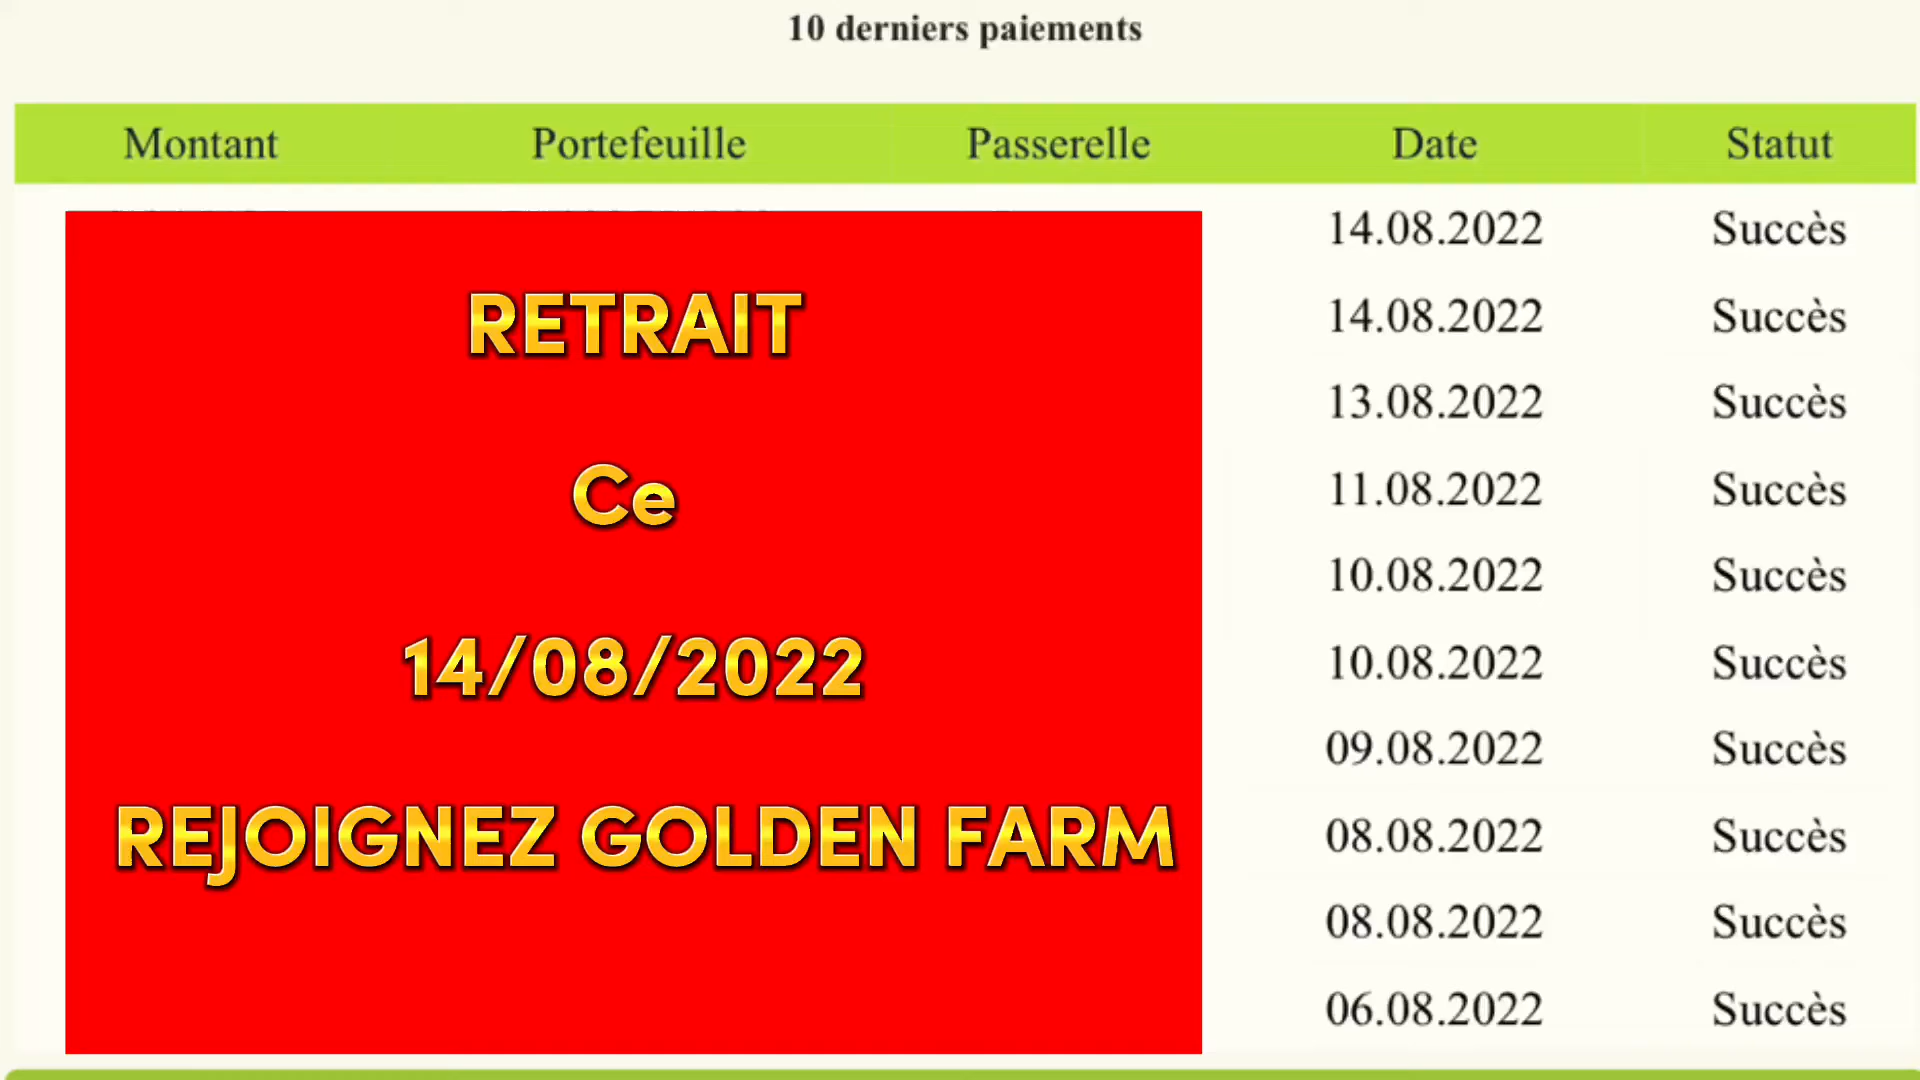 10 derniers paiements
Montant Portefeuille Passerelle Date Statut
14.08.2022 Succès
RETRAIT
14.08.2022 Succès
13.08.2022 Succès
Ce
11.08.2022 Succès
10.08.2022 Succès
14/08/2022
10.08.2022 Succès
09.08.2022 Succès
REJOIGNEZ GOLDEN FARM
08.08.2022 Succès
08.08.2022 Succès
06.08.2022 Succès